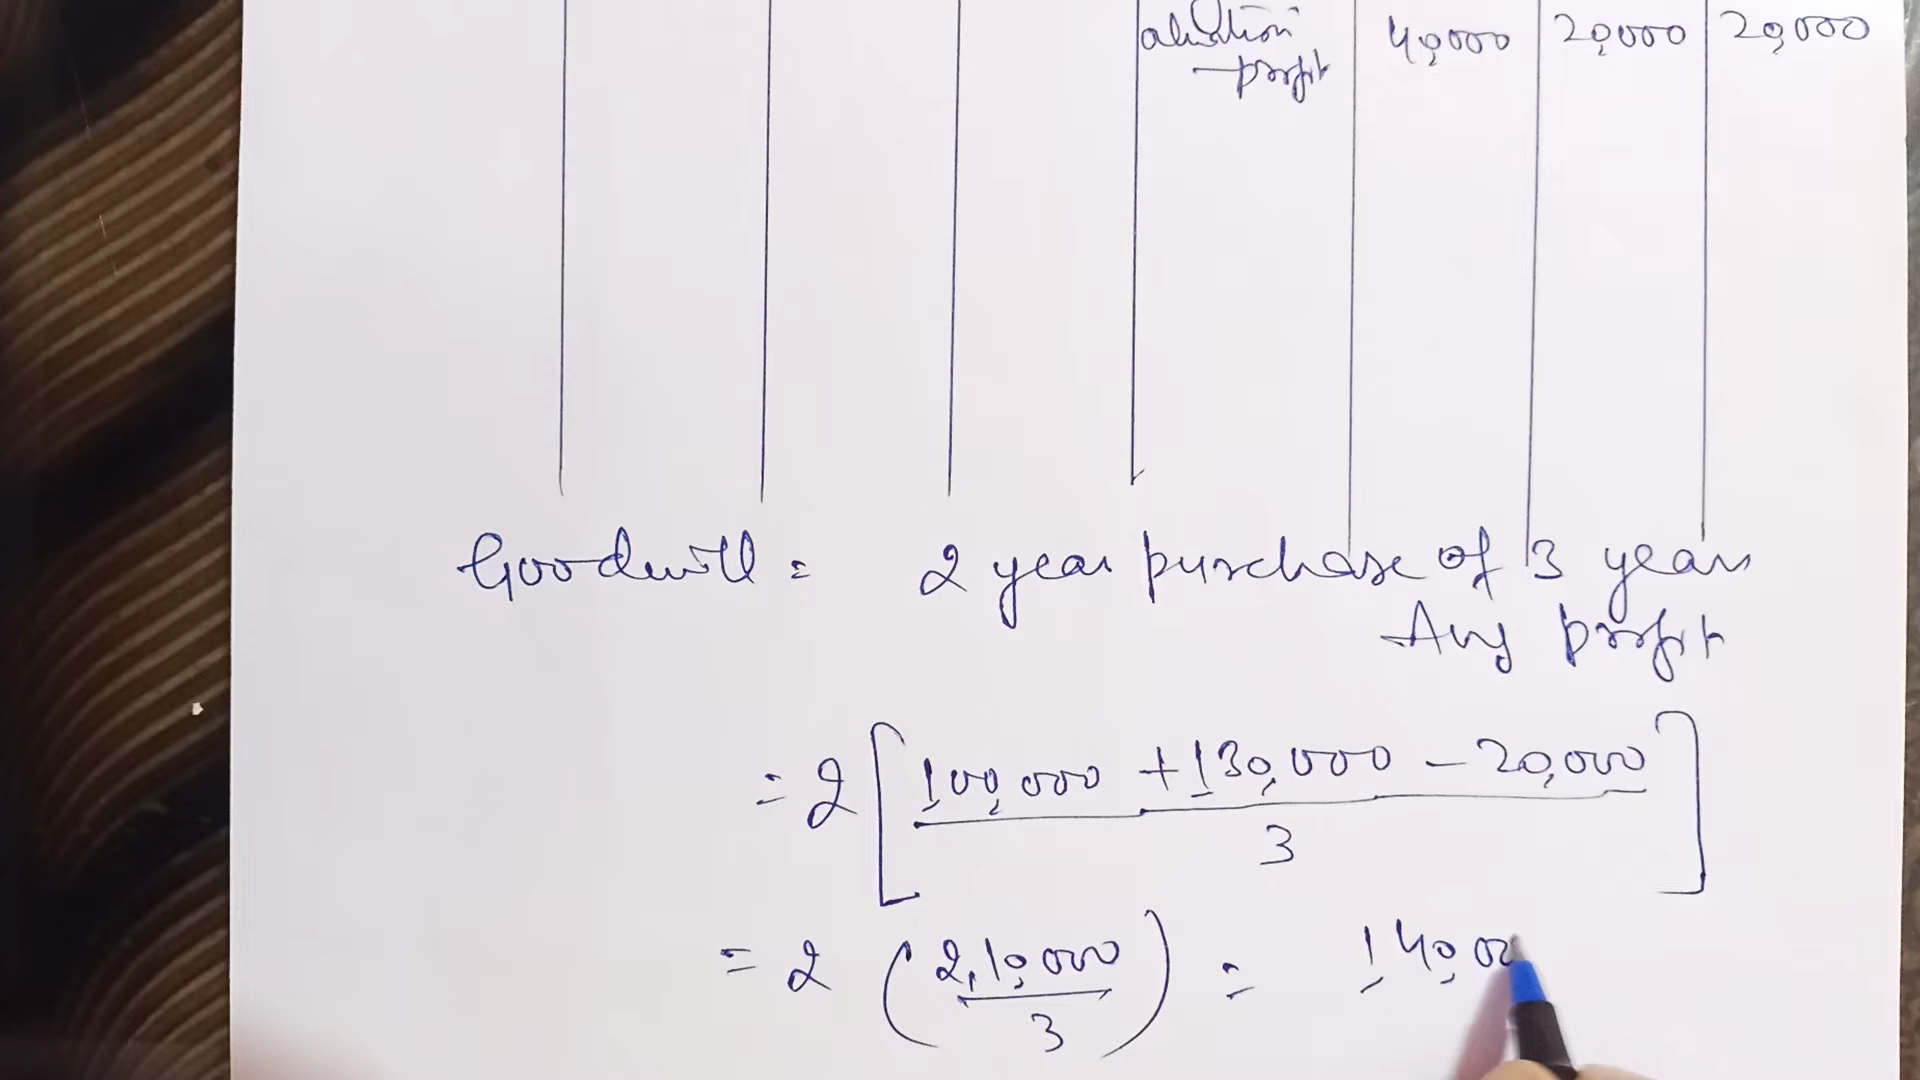 aluation 40,000 20,000 20,000
profit
Goodwill = 2 year purchase of 3 years
Avg profit
= 2 [ 100,000 + 130,000 - 20,000 / 3 ]
= 2 ( 2,10,000 / 3 ) = 1,40,00